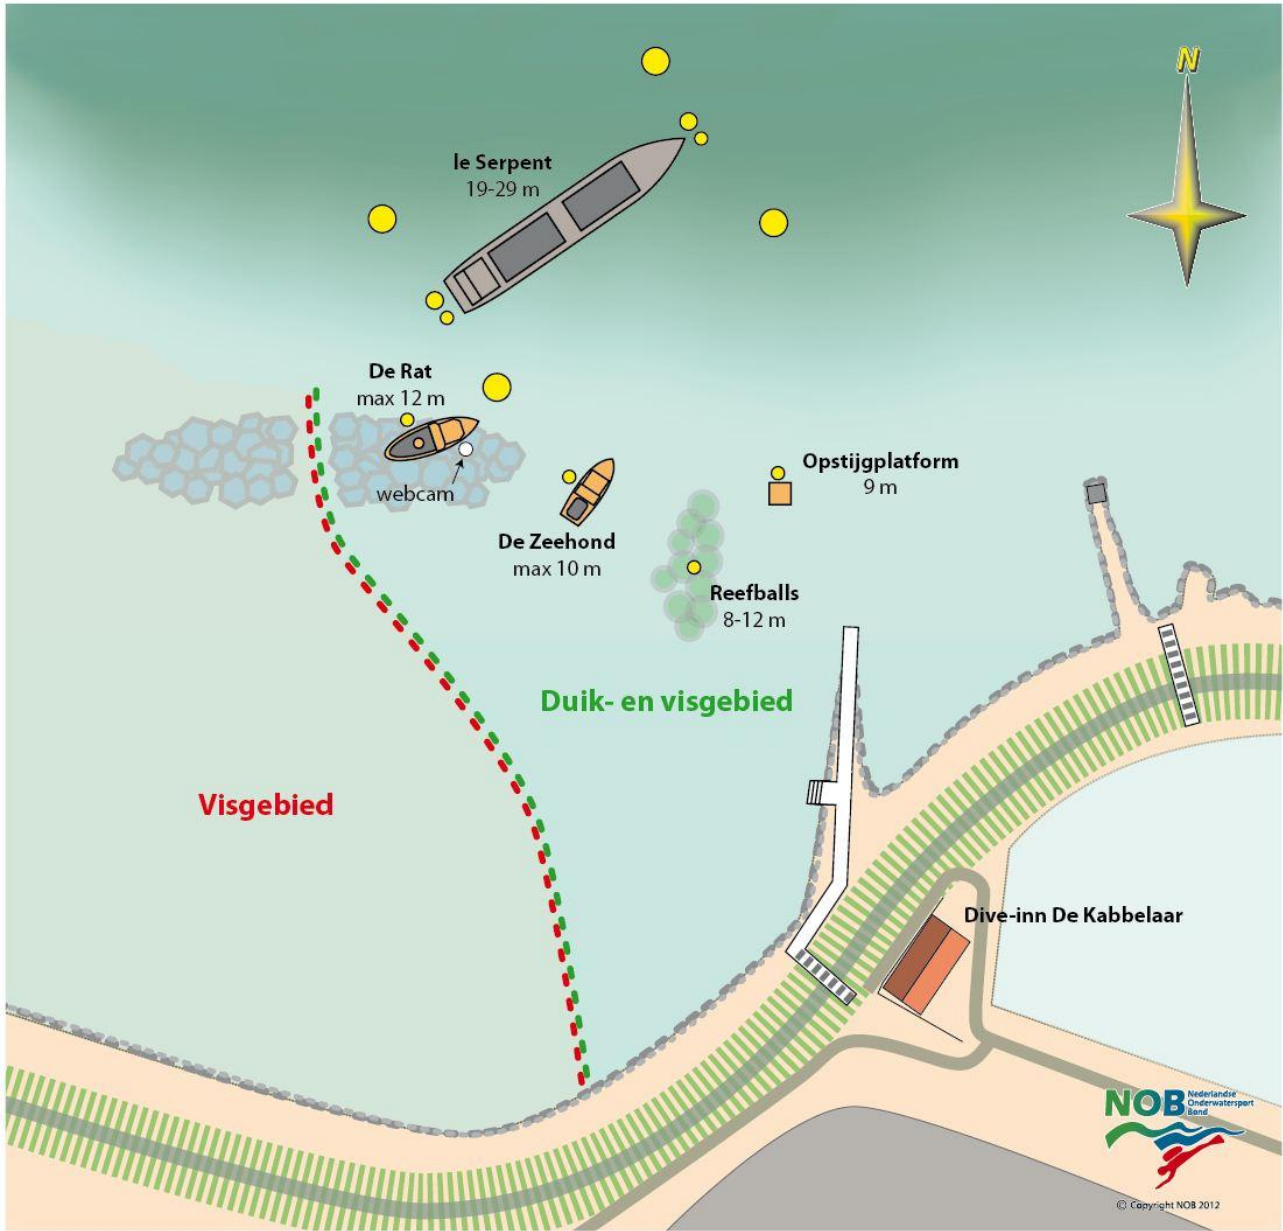 N
le Serpent
19-29 m
De Rat
max 12 m
webcam
Opstijgplatform
9 m
De Zeehond
max 10 m
Reefballs
8-12 m
Duik- en visgebied
Visgebied
Dive-inn De Kabbelaar
NOB
Nederlandse
Onderwatersport
Bond
© Copyright NOB 2012